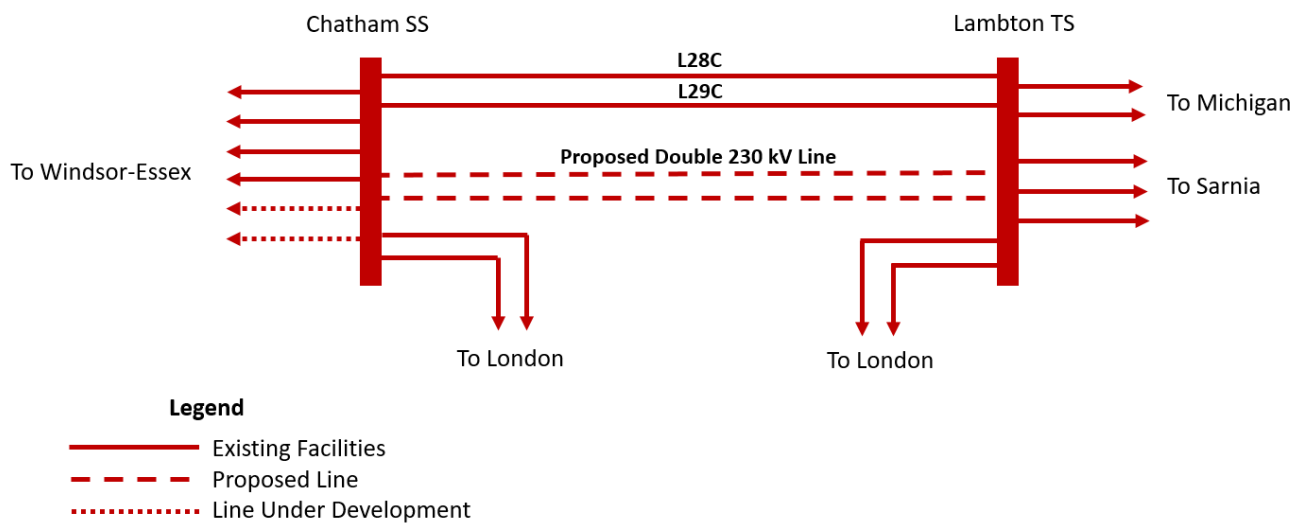 Chatham SS
Lambton TS
L28C
L29C
To Michigan
Proposed Double 230 kV Line
To Windsor-Essex
To Sarnia
To London
To London
Legend
Existing Facilities
Proposed Line
Line Under Development